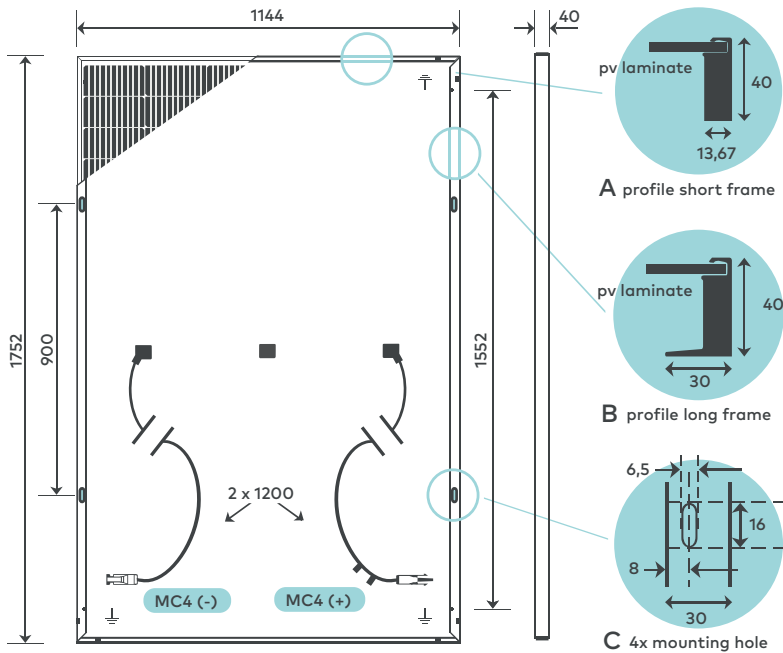 1144
40
pv laminate
40
13,67
A profile short frame
1752
900
1552
pv laminate
40
30
B profile long frame
2 x 1200
MC4 (-)
MC4 (+)
6,5
16
8
30
C 4x mounting hole